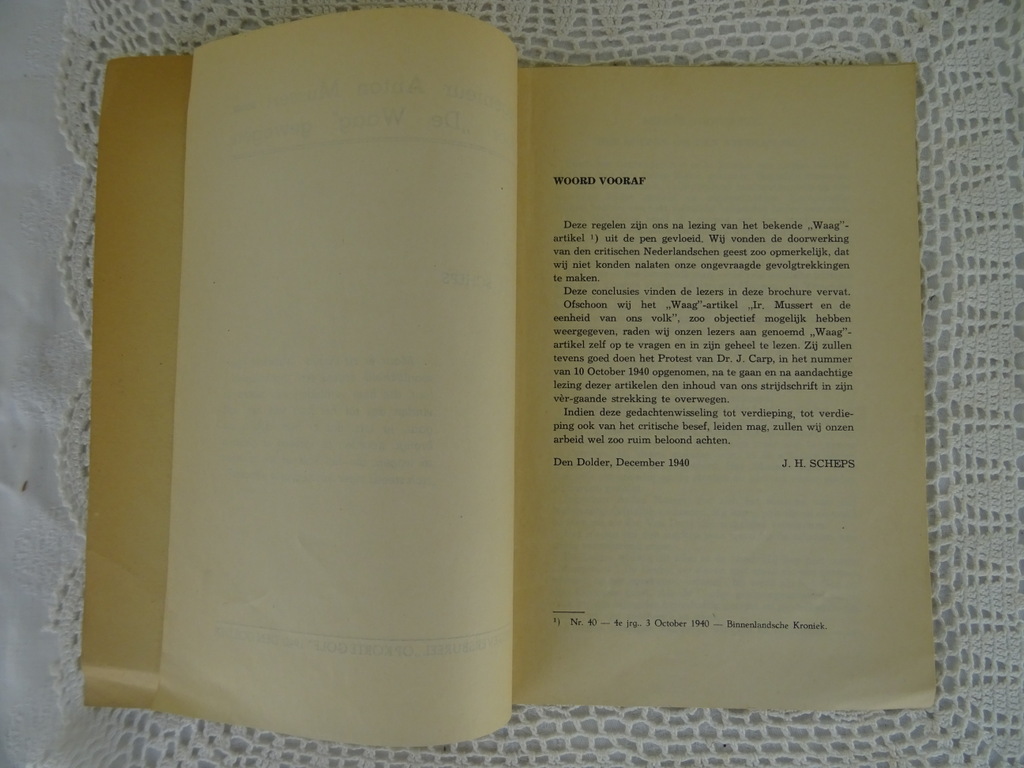 WOORD VOORAF
Deze regelen zijn ons na lezing van het bekende „Waag"-
artikel ¹) uit de pen gevloeid. Wij vonden de doorwerking
van den critischen Nederlandschen geest zoo opmerkelijk, dat
wij niet konden nalaten onze ongevraagde gevolgtrekkingen
te maken.
Deze conclusies vinden de lezers in deze brochure vervat.
Ofschoon wij het „Waag"-artikel „Ir. Mussert en de
eenheid van ons volk", zoo objectief mogelijk hebben
weergegeven, raden wij onzen lezers aan genoemd „Waag"-
artikel zelf op te vragen en in zijn geheel te lezen. Zij zullen
tevens goed doen het Protest van Dr. J. Carp, in het nummer
van 10 October 1940 opgenomen, na te gaan en na aandachtige
lezing dezer artikelen den inhoud van ons strijdschrift in zijn
vèr-gaande strekking te overwegen.
Indien deze gedachtenwisseling tot verdieping, tot verdie-
ping ook van het critische besef, leiden mag, zullen wij onzen
arbeid wel zoo ruim beloond achten.
Den Dolder, December 1940 J. H. SCHEPS
¹) Nr. 40 — 4e jrg.. 3 October 1940 — Binnenlandsche Kroniek.